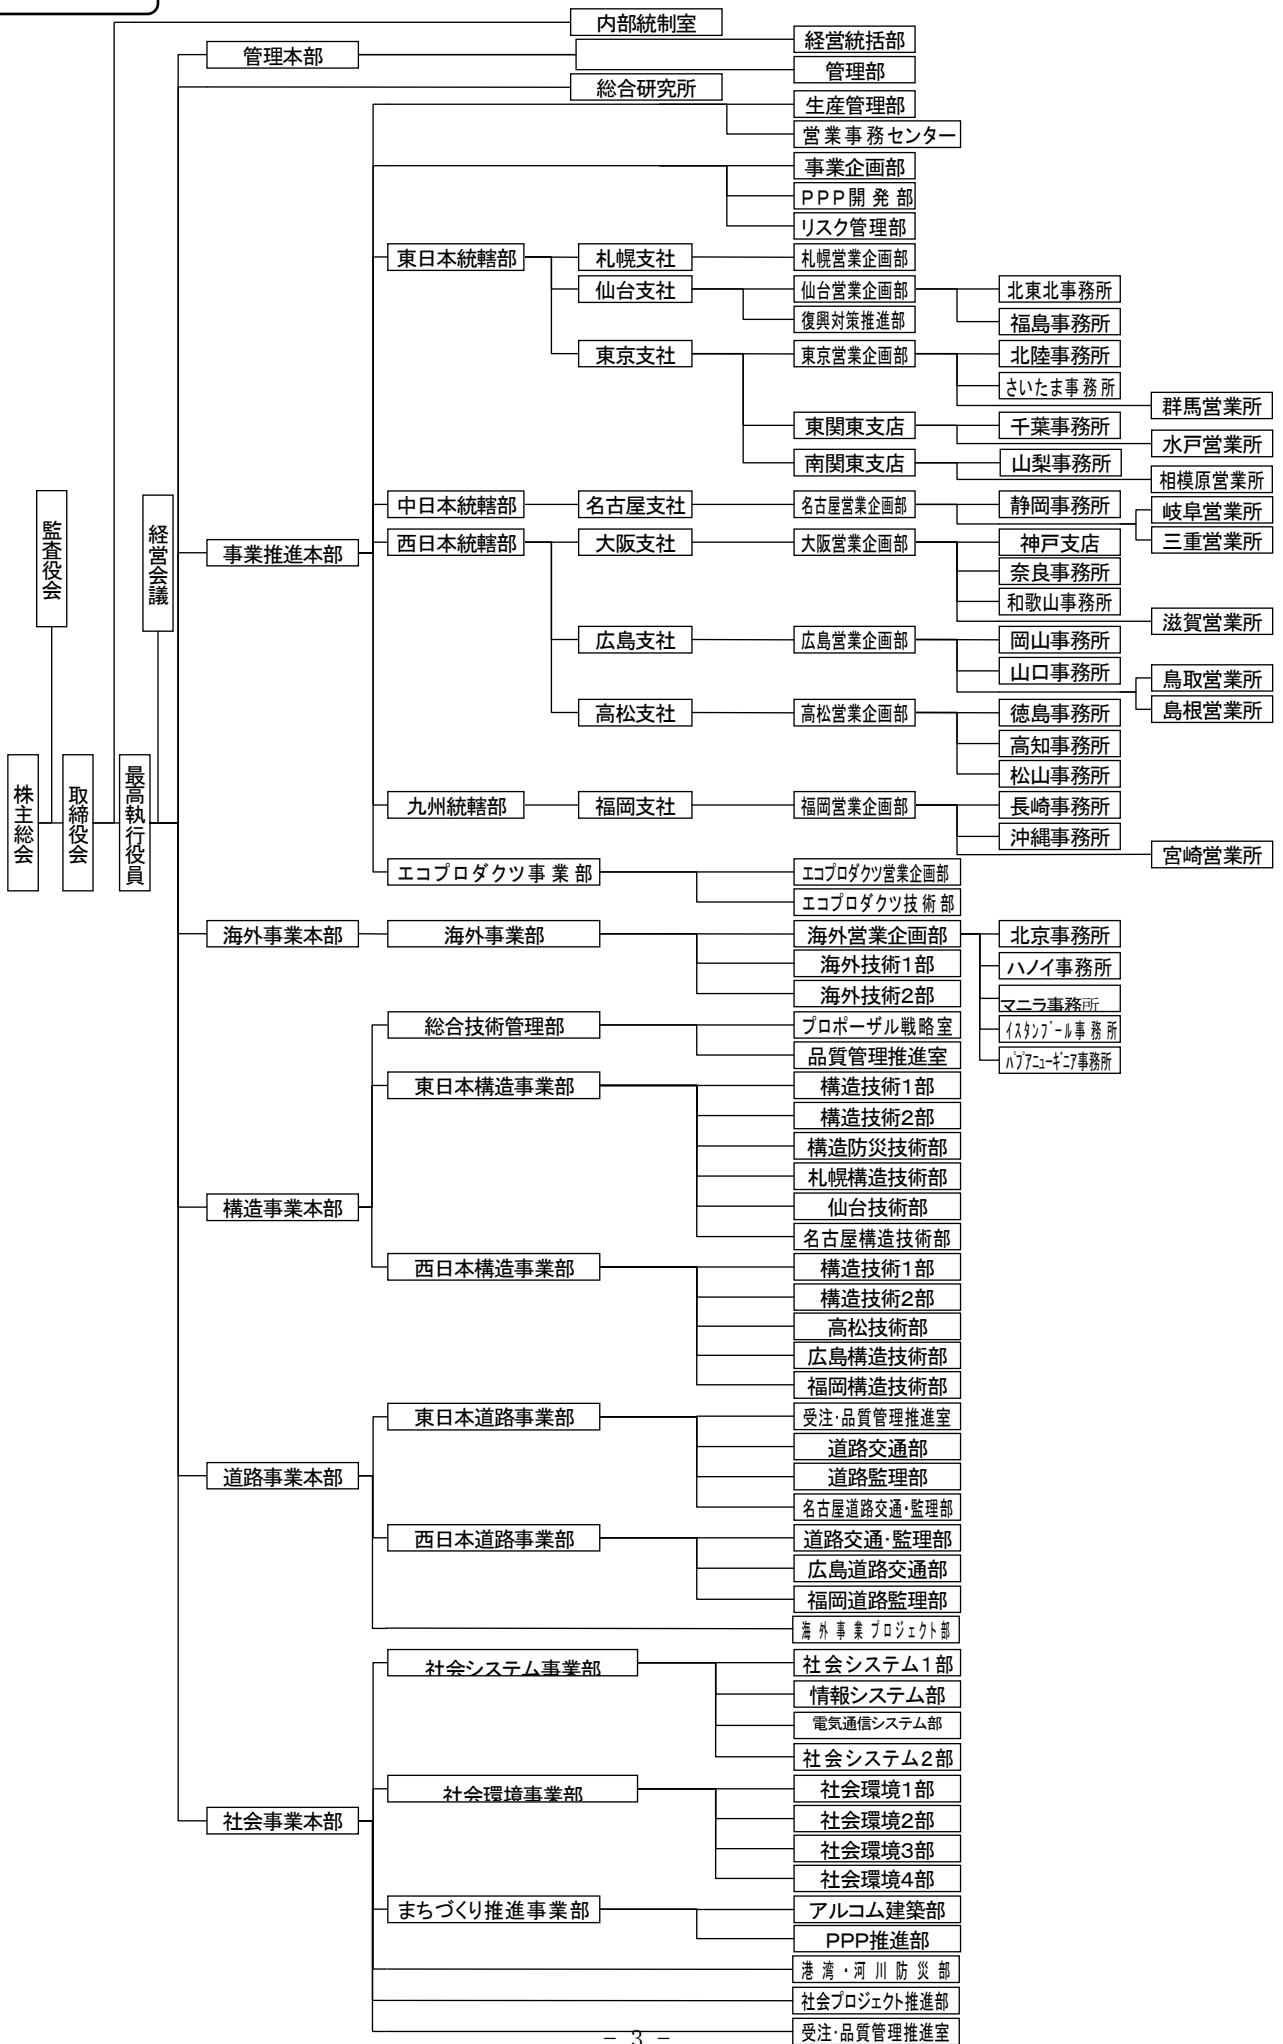 内部統制室
管理本部
経営統括部
管理部
総合研究所
生産管理部
営業事務センター
事業企画部
PPP開発部
リスク管理部
東日本統轄部
札幌支社
札幌営業企画部
仙台支社
仙台営業企画部
北東北事務所
復興対策推進部
福島事務所
東京支社
東京営業企画部
北陸事務所
さいたま事務所
群馬営業所
東関東支店
千葉事務所
水戸営業所
南関東支店
山梨事務所
相模原営業所
監査役会
経営会議
中日本統轄部
名古屋支社
名古屋営業企画部
静岡事務所
岐阜営業所
三重営業所
事業推進本部
西日本統轄部
大阪支社
大阪営業企画部
神戸支店
奈良事務所
和歌山事務所
滋賀営業所
広島支社
広島営業企画部
岡山事務所
山口事務所
鳥取営業所
島根営業所
高松支社
高松営業企画部
徳島事務所
高知事務所
松山事務所
株主総会
取締役会
最高執行役員
九州統轄部
福岡支社
福岡営業企画部
長崎事務所
沖縄事務所
宮崎営業所
エコプロダクツ事業部
エコプロダクツ営業企画部
エコプロダクツ技術部
海外事業本部
海外事業部
海外営業企画部
北京事務所
海外技術1部
ハノイ事務所
海外技術2部
マニラ事務所
イスタンブール事務所
パプアニューギニア事務所
総合技術管理部
プロポーザル戦略室
品質管理推進室
構造事業本部
東日本構造事業部
構造技術1部
構造技術2部
構造防災技術部
札幌構造技術部
仙台技術部
名古屋構造技術部
西日本構造事業部
構造技術1部
構造技術2部
高松技術部
広島構造技術部
福岡構造技術部
道路事業本部
東日本道路事業部
受注・品質管理推進室
道路交通部
道路監理部
名古屋道路交通・監理部
西日本道路事業部
道路交通・監理部
広島道路交通部
福岡道路監理部
海外事業プロジェクト部
社会事業本部
社会システム事業部
社会システム1部
情報システム部
電気通信システム部
社会システム2部
社会環境事業部
社会環境1部
社会環境2部
社会環境3部
社会環境4部
まちづくり推進事業部
アルコム建築部
PPP推進部
港湾・河川防災部
社会プロジェクト推進部
受注・品質管理推進室
- 3 -